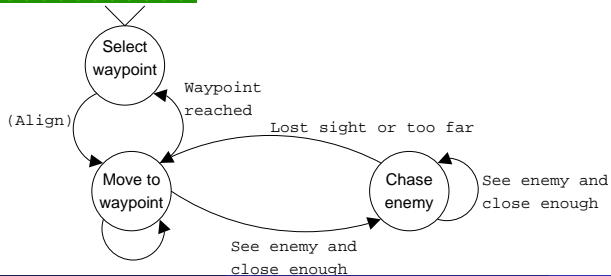 Select
waypoint
Waypoint
reached
(Align)
Lost sight or too far
Move to
waypoint
Chase
enemy
See enemy and
close enough
See enemy and
close enough